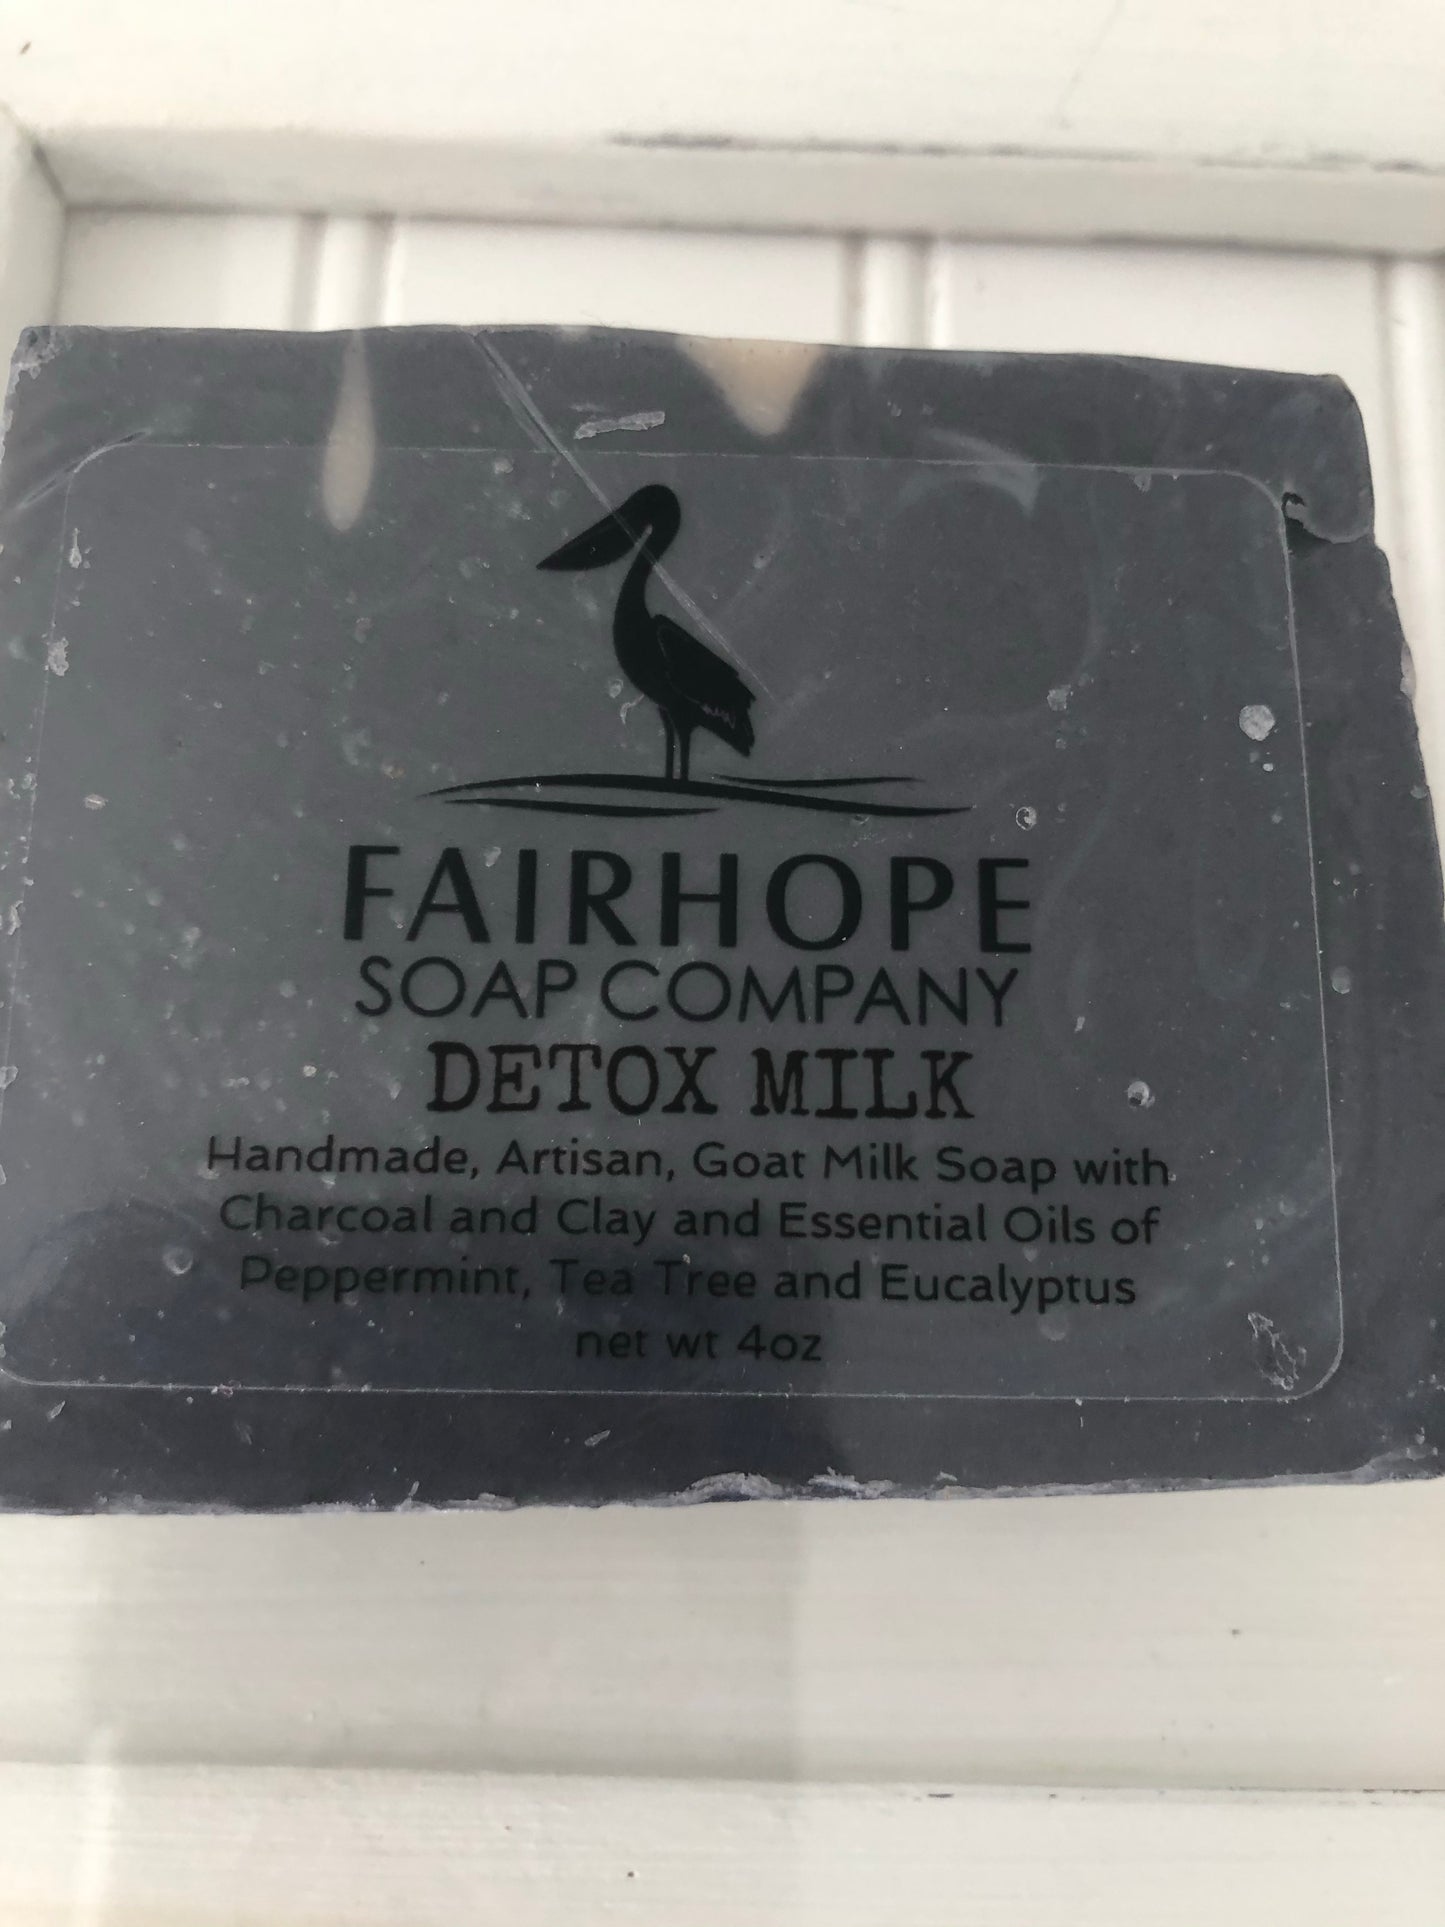 FAIRHOPE
SOAP COMPANY
DETOX MILK
Handmade, Artisan, Goat Milk Soap with
Charcoal and Clay and Essential Oils of
Peppermint, Tea Tree and Eucalyptus
net wt 4oz